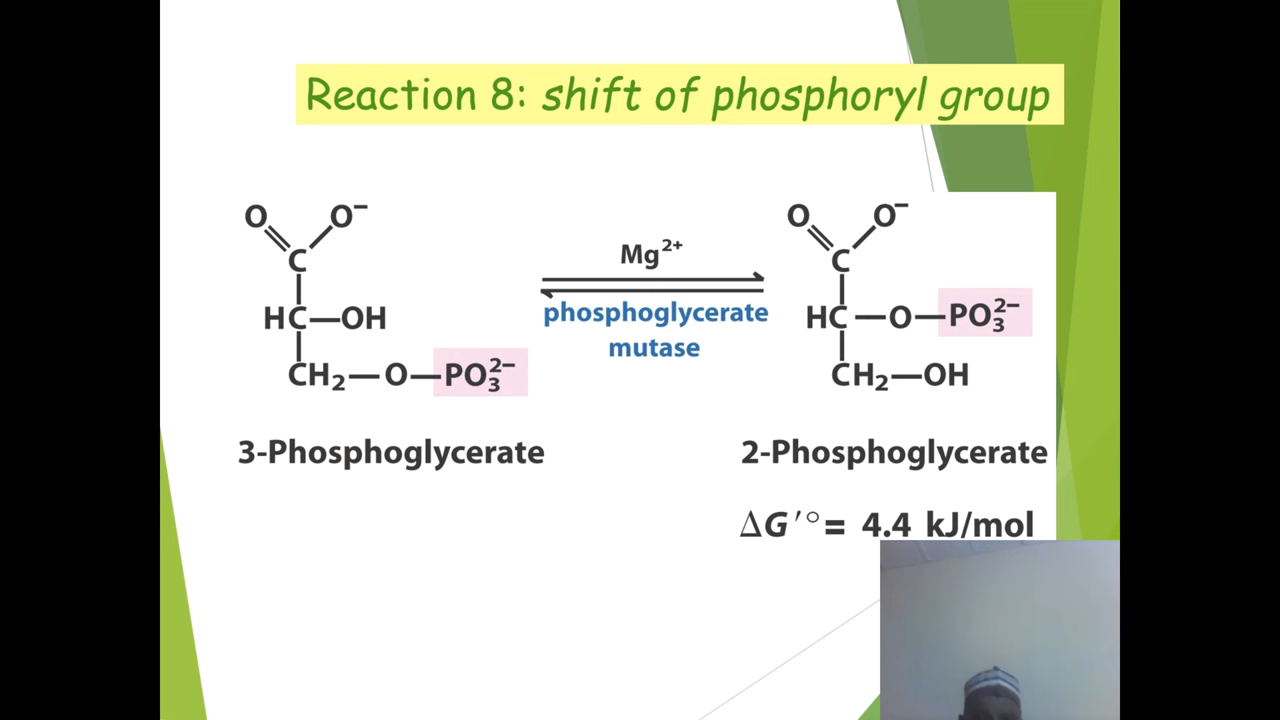 Reaction 8: shift of phosphoryl group
O O⁻
C
HC—OH
CH₂—O—PO₃²⁻
3-Phosphoglycerate
Mg²⁺
phosphoglycerate
mutase
O O⁻
C
HC—O—PO₃²⁻
CH₂—OH
2-Phosphoglycerate
ΔG′° = 4.4 kJ/mol